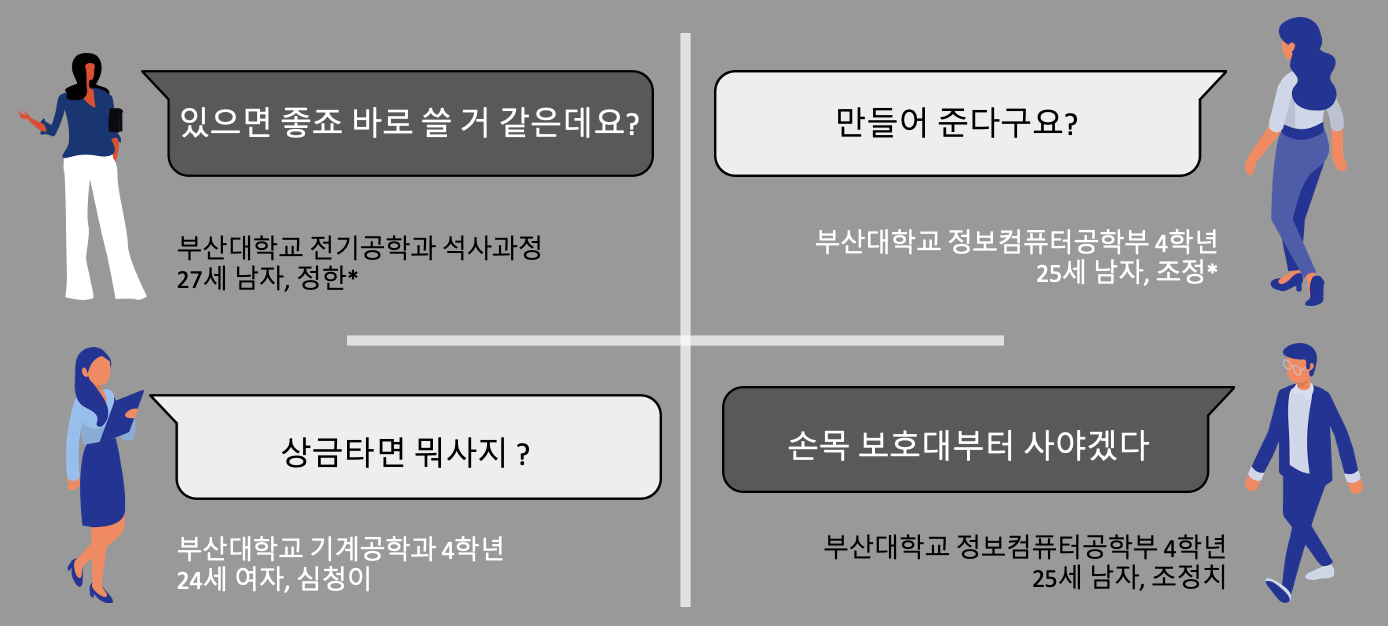 있으면 좋죠 바로 쓸 거 같은데요?
부산대학교 전기공학과 석사과정
27세 남자, 정한*
만들어 준다구요?
부산대학교 정보컴퓨터공학부 4학년
25세 남자, 조정*
상금타면 뭐사지 ?
부산대학교 기계공학과 4학년
24세 여자, 심청이
손목 보호대부터 사야겠다
부산대학교 정보컴퓨터공학부 4학년
25세 남자, 조정치